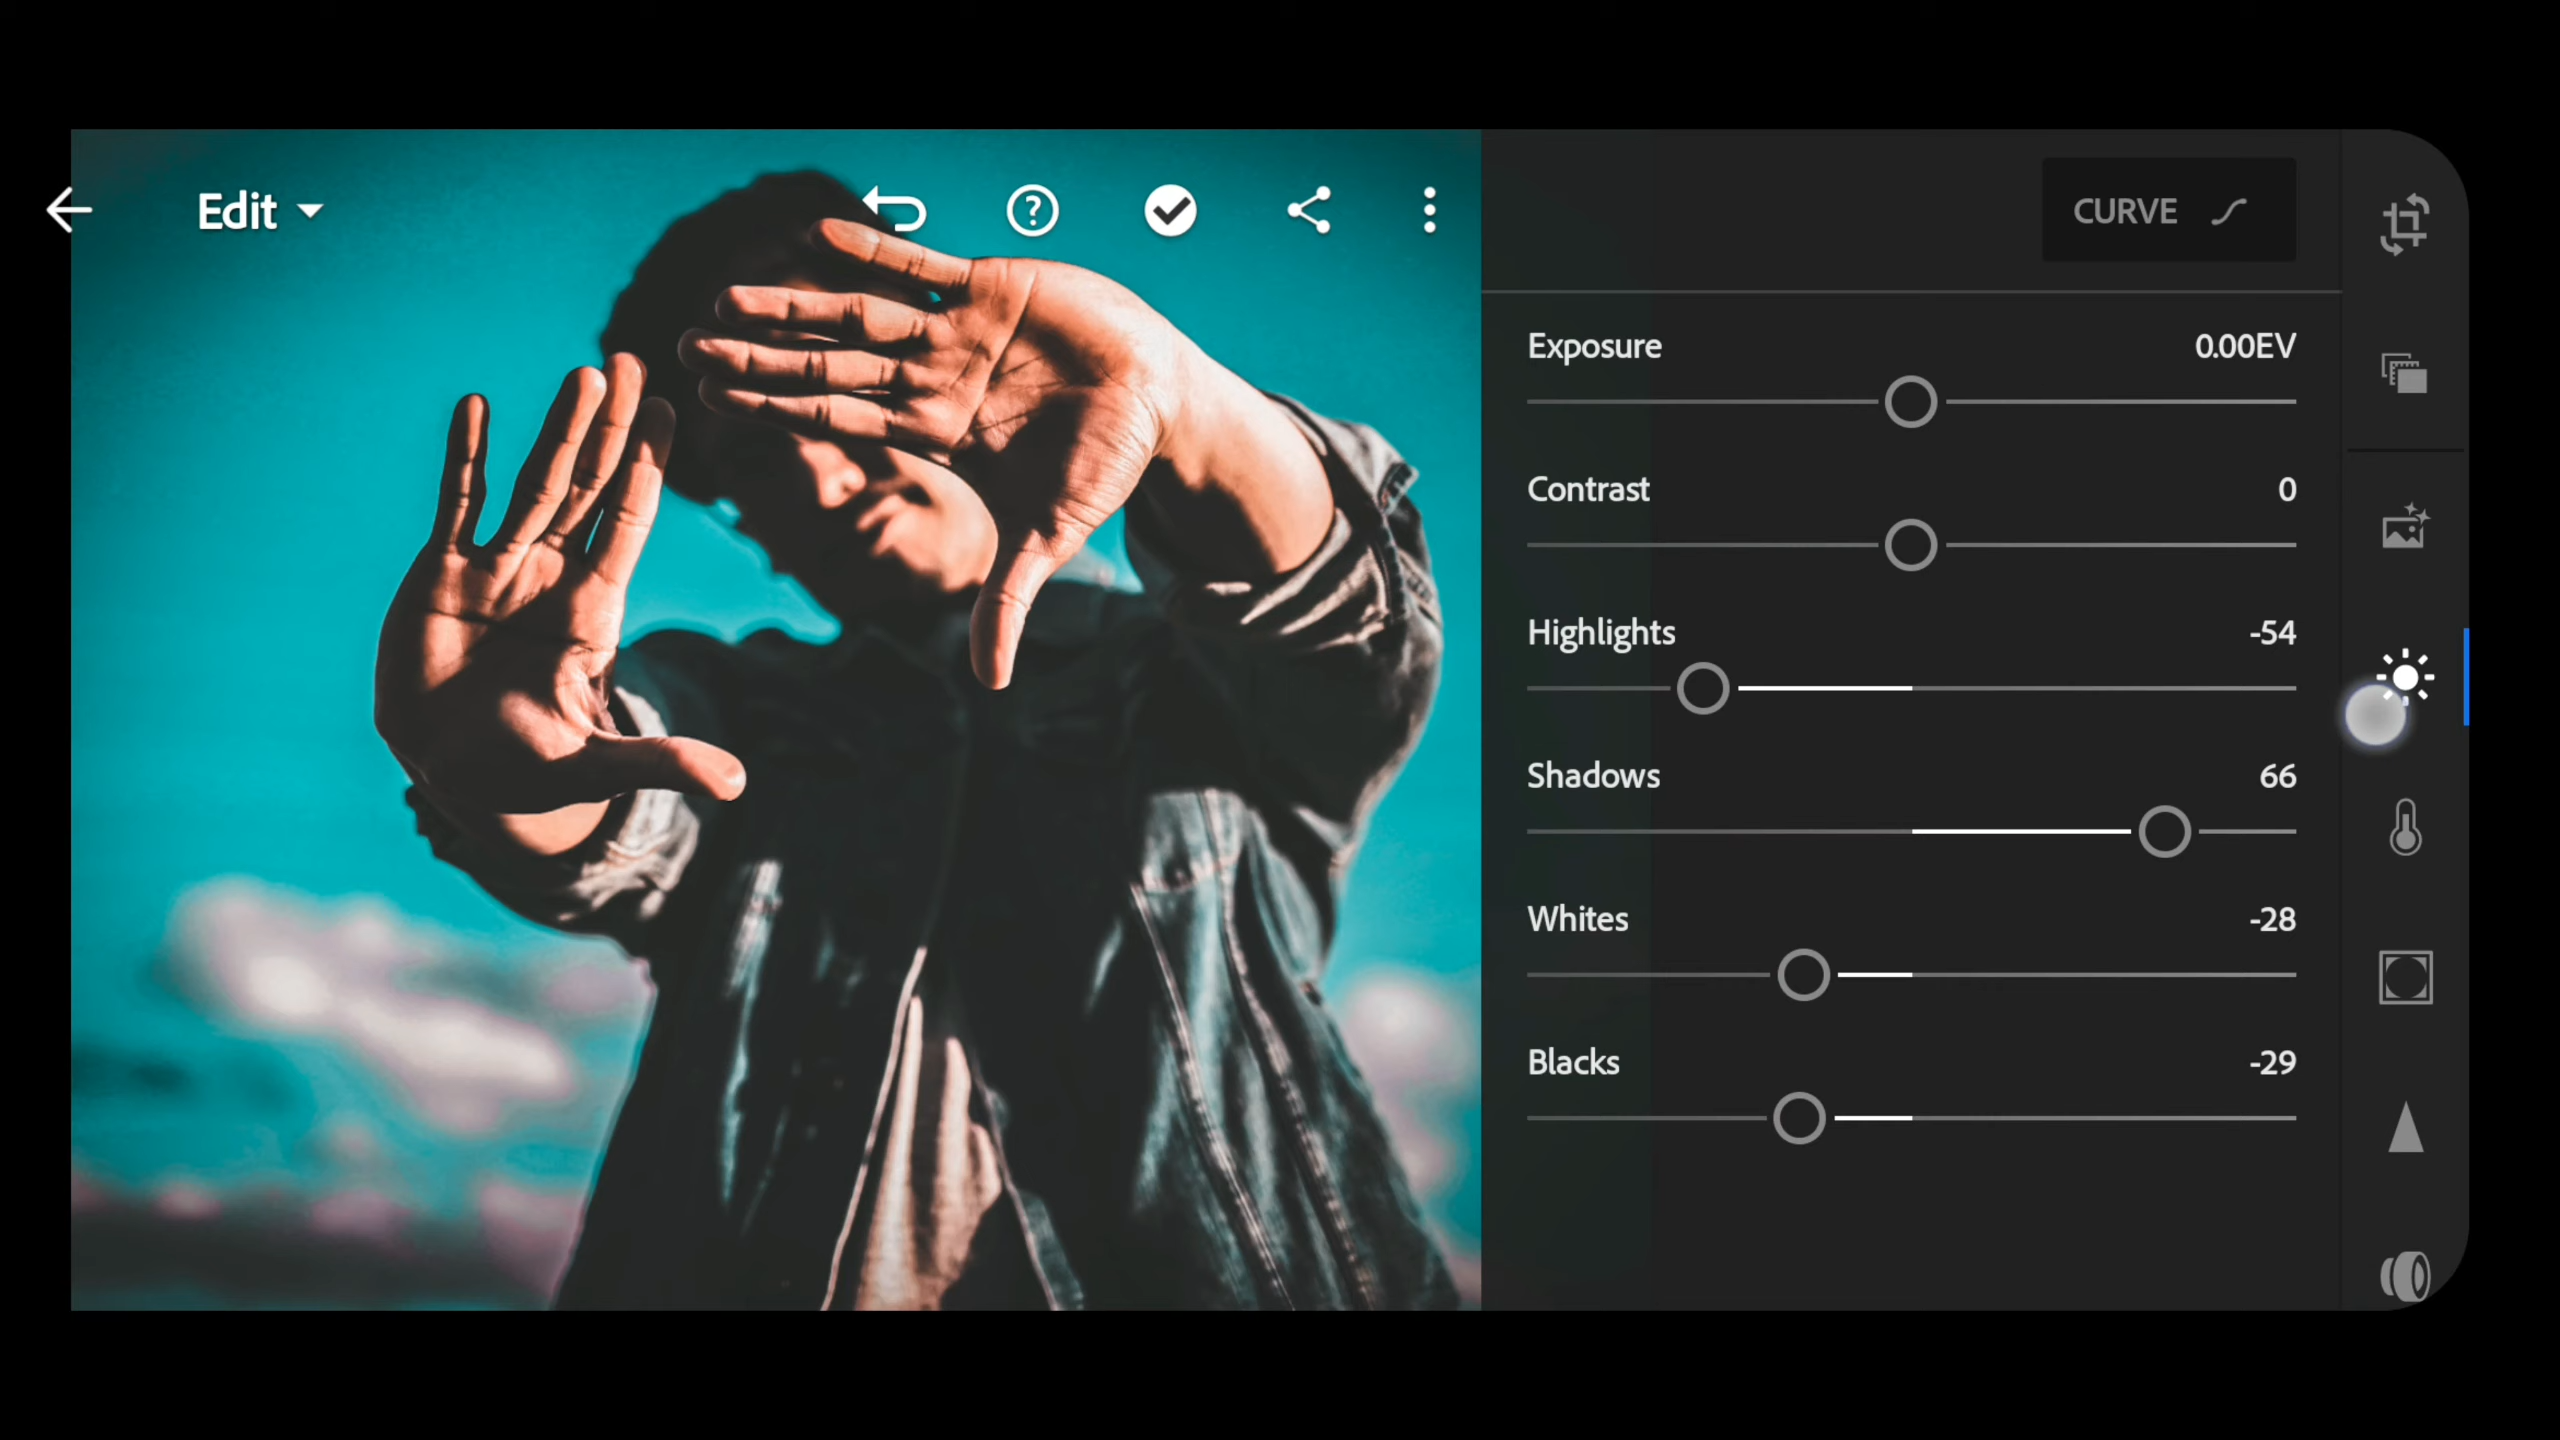 Edit
CURVE
Exposure 0.00EV
Contrast 0
Highlights -54
Shadows 66
Whites -28
Blacks -29